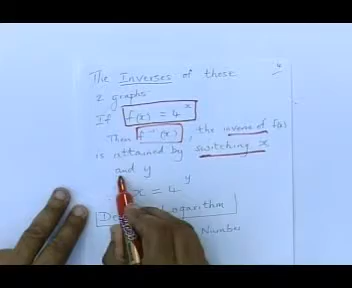 4
The Inverses of these
2 graphs
If f(x) = 4^x
Then f⁻¹(x), the inverse of f(x)
is attained by switching x
and y
x = 4^y
Logarithm
Number